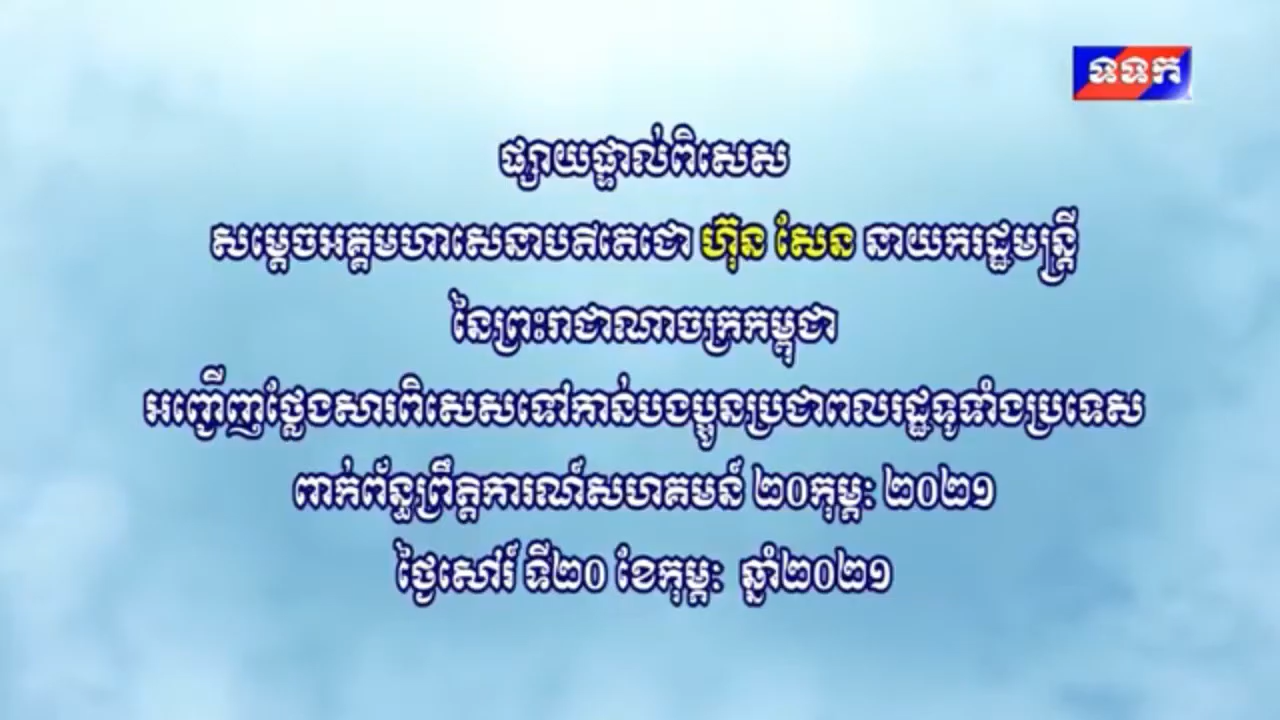 ទទក
ផ្សាយផ្ទាល់ពិសេស
សម្តេចអគ្គមហាសេនាបតីតេជោ ហ៊ុន សែន នាយករដ្ឋមន្ត្រី
នៃព្រះរាជាណាចក្រកម្ពុជា
អញ្ជើញថ្លែងសារពិសេសទៅកាន់បងប្អូនប្រជាពលរដ្ឋទូទាំងប្រទេស
ពាក់ព័ន្ធព្រឹត្តិការណ៍សហគមន៍ ២០កុម្ភៈ ២០២១
ថ្ងៃសៅរ៍ ទី២០ ខែកុម្ភៈ ឆ្នាំ២០២១